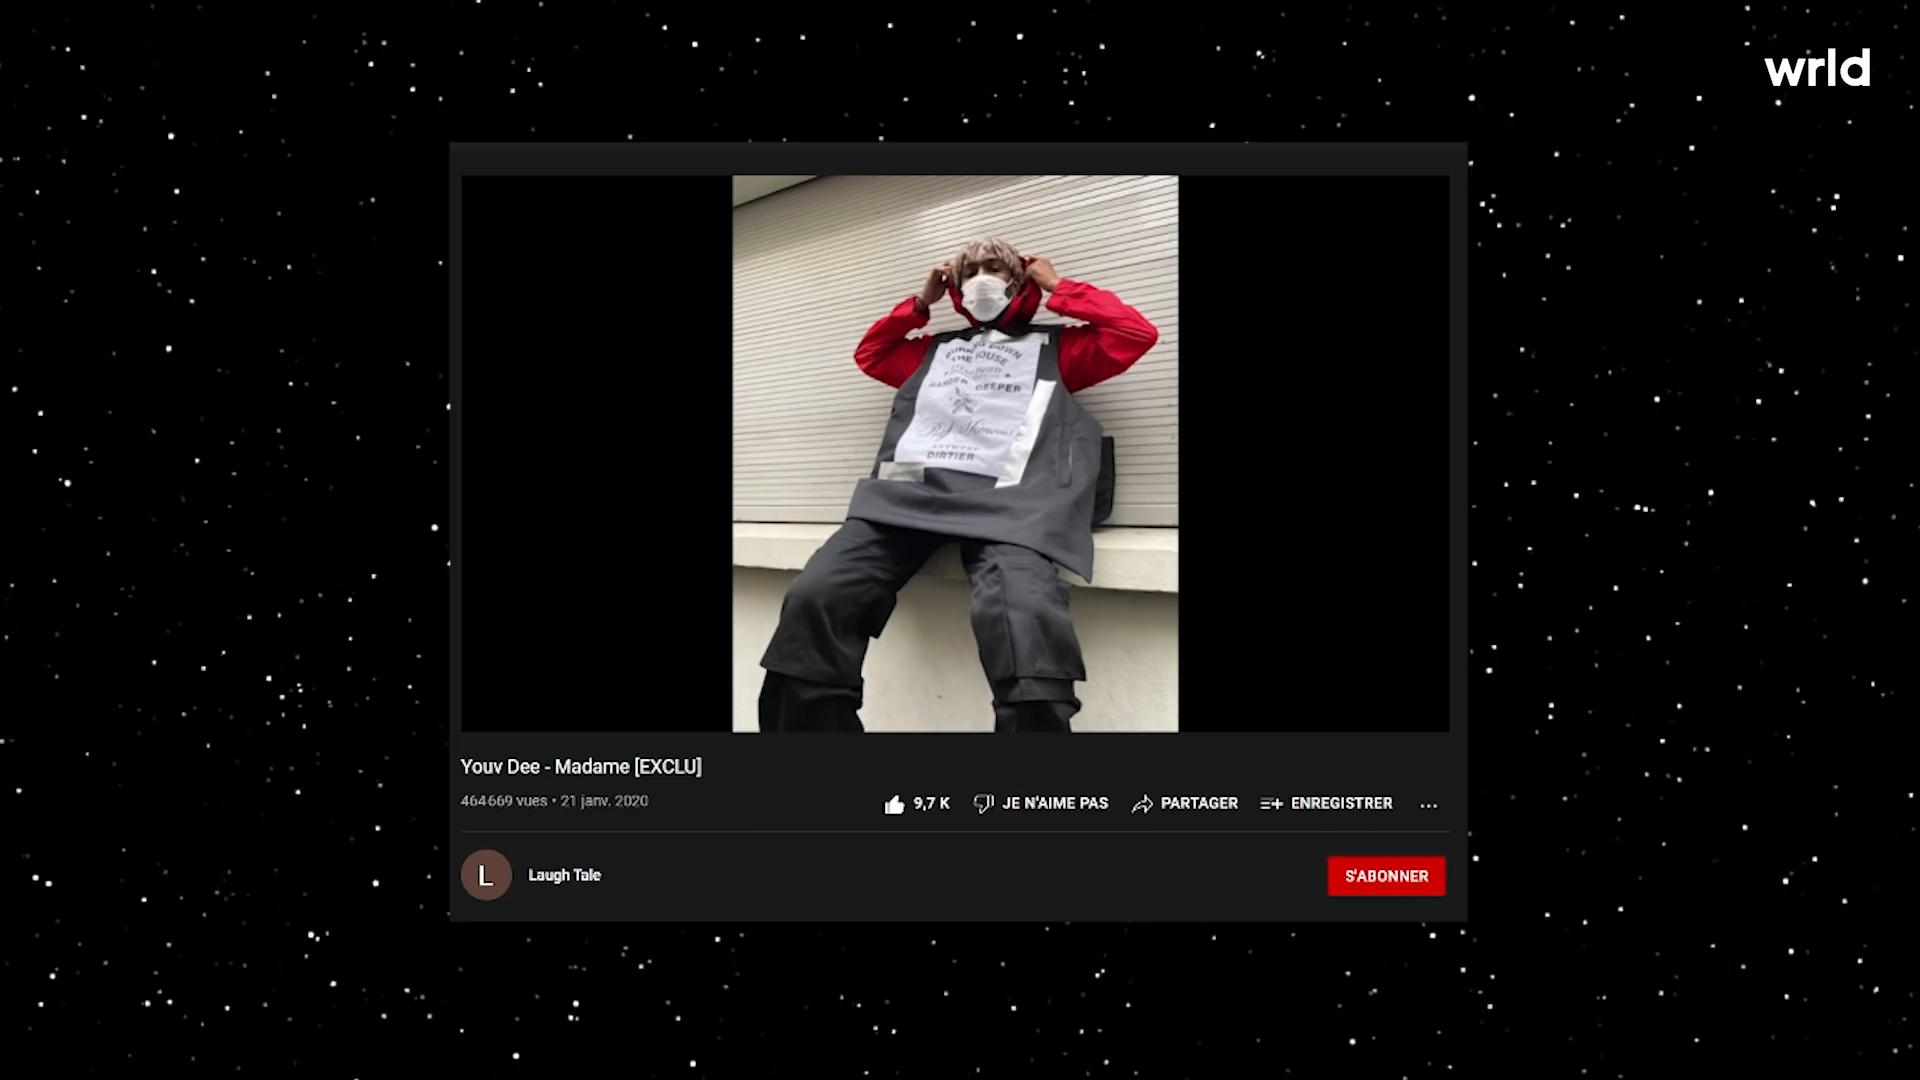 wrld
DOWN
THE HOUSE
HARDER DEEPER
DIRTIER
Youv Dee - Madame [EXCLU]
464 669 vues • 21 janv. 2020
9,7 K
JE N'AIME PAS
PARTAGER
ENREGISTRER
...
L
Laugh Tale
S'ABONNER